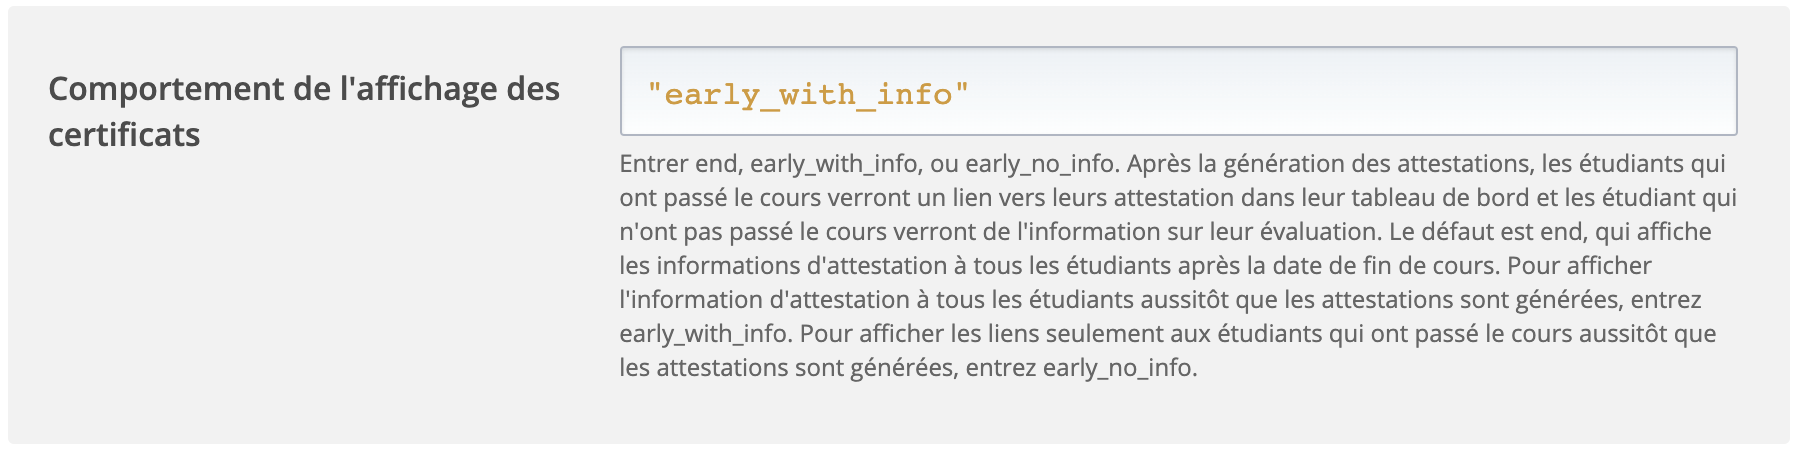 Comportement de l'affichage des
certificats
"early_with_info"
Entrer end, early_with_info, ou early_no_info. Après la génération des attestations, les étudiants qui
ont passé le cours verront un lien vers leurs attestation dans leur tableau de bord et les étudiant qui
n'ont pas passé le cours verront de l'information sur leur évaluation. Le défaut est end, qui affiche
les informations d'attestation à tous les étudiants après la date de fin de cours. Pour afficher
l'information d'attestation à tous les étudiants aussitôt que les attestations sont générées, entrez
early_with_info. Pour afficher les liens seulement aux étudiants qui ont passé le cours aussitôt que
les attestations sont générées, entrez early_no_info.